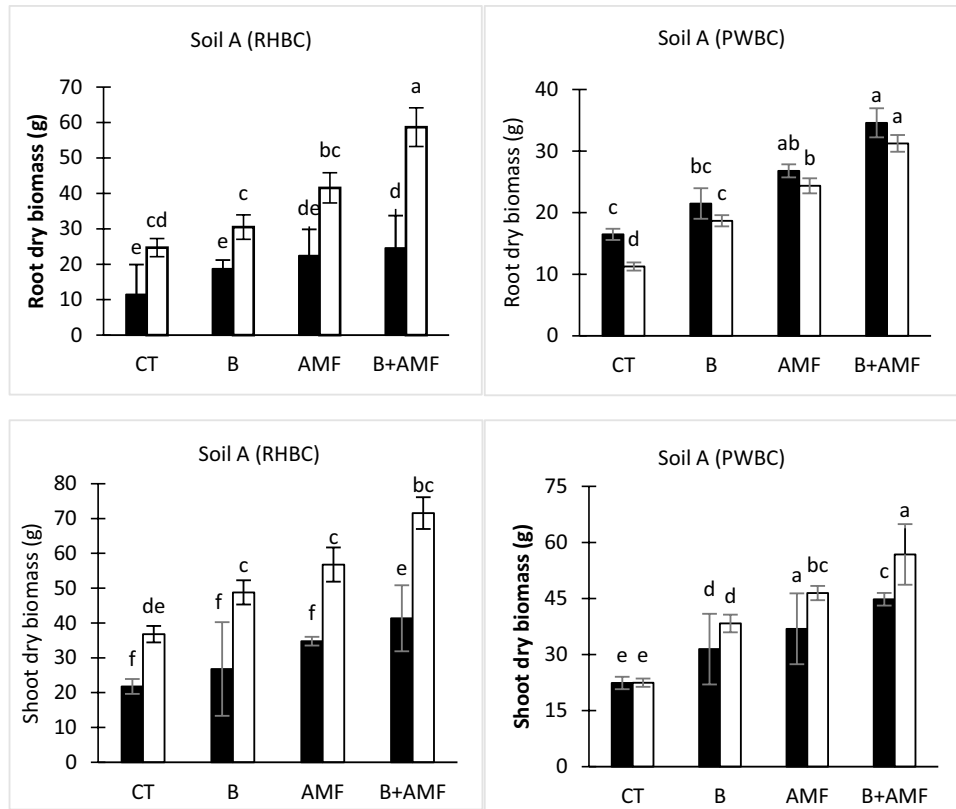 Soil A (RHBC)
Root dry biomass (g)
70
60
50
40
30
20
10
0
e
cd
e
c
de
bc
d
a
CT
B
AMF
B+AMF
Soil A (PWBC)
Root dry biomass (g)
40
30
20
10
0
c
d
bc
c
ab
b
a
a
CT
B
AMF
B+AMF
Soil A (RHBC)
Shoot dry biomass (g)
80
70
60
50
40
30
20
10
0
f
de
f
c
f
c
e
bc
CT
B
AMF
B+AMF
Soil A (PWBC)
Shoot dry biomass (g)
75
60
45
30
15
0
e
e
d
d
a
bc
c
a
CT
B
AMF
B+AMF